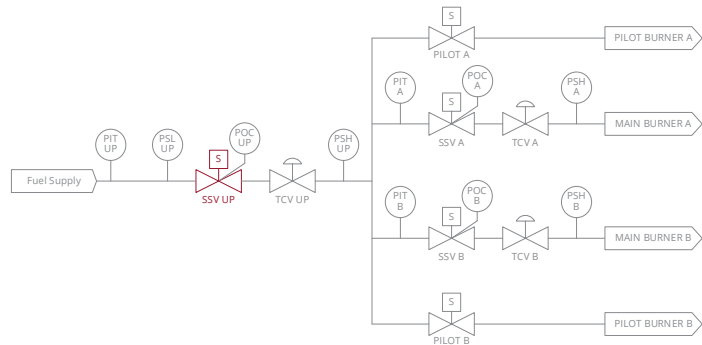 S
PILOT A
PILOT BURNER A
PIT
A
S
POC
A
SSV A
TCV A
PSH
A
MAIN BURNER A
Fuel Supply
PIT
UP
PSL
UP
S
POC
UP
SSV UP
TCV UP
PSH
UP
PIT
B
S
POC
B
SSV B
TCV B
PSH
B
MAIN BURNER B
S
PILOT B
PILOT BURNER B